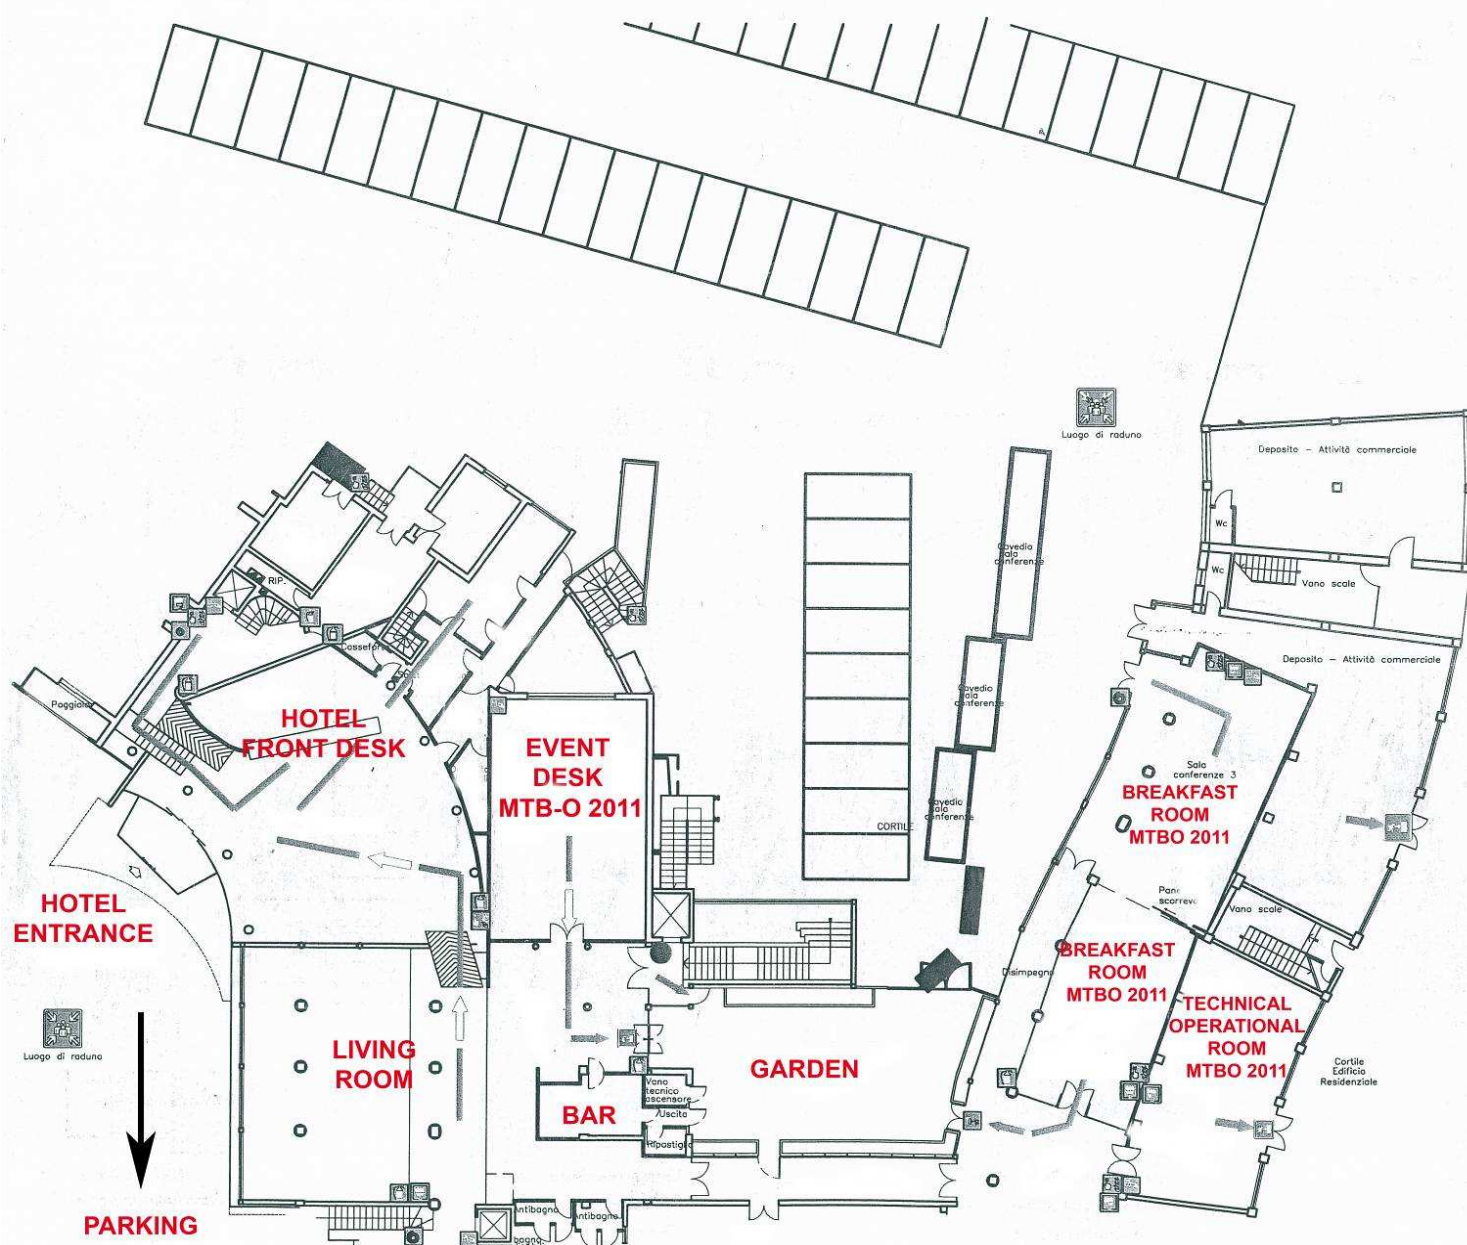 Luogo di raduno
Deposito – Attività commerciale
Wc
Wc
Vano scale
Cavedio
sala
conferenze
RIP.
Deposito – Attività commerciale
Cavedio
sala
conferenze
Poggiolo
HOTEL
FRONT DESK
EVENT
DESK
MTB-O 2011
Sala
conferenze 3
BREAKFAST
ROOM
MTBO 2011
Cavedio
sala
conferenze
CORTILE
HOTEL
ENTRANCE
Vano scale
Disimpegno
BREAKFAST
ROOM
MTBO 2011
TECHNICAL
OPERATIONAL
ROOM
MTBO 2011
Luogo di raduno
LIVING
ROOM
GARDEN
Cortile
Edificio
Residenziale
BAR
Vano
tecnico
ascensore
Uscita
Ripostiglio
PARKING
Antibagno
Antibagno